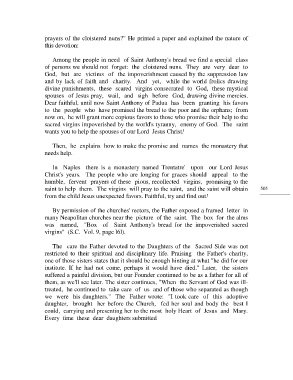 prayers of the cloistered nuns?" He printed a paper and explained the nature of
this devotion:
Among the people in need of Saint Anthony's bread we find a special class
of persons we should not forget: the cloistered nuns. They are very dear to
God, but are victims of the impoverishment caused by the suppression law
and by lack of faith and charity. And yet, while the world frolics drawing
divine punishments, these scared virgins consecrated to God, these mystical
spouses of Jesus pray, wail, and sigh before God, drawing divine mercies.
Dear faithful, until now Saint Anthony of Padua has been granting his favors
to the people who have promised the bread to the poor and the orphans; from
now on, he will grant more copious favors to those who promise their help to the
sacred virgins impoverished by the world's tyranny, enemy of God. The saint
wants you to help the spouses of our Lord Jesus Christ!
Then, he explains how to make the promise and names the monastery that
needs help.
In Naples there is a monastery named Trentatre' upon our Lord Jesus
Christ's years. The people who are longing for graces should appeal to the
humble, fervent prayers of these pious, recollected virgins, promising to the
saint to help them. The virgins will pray to the saint, and the saint will obtain
from the child Jesus unexpected favors. Faithful, try and find out!
By permission of the churches' rectors, the Father exposed a framed letter in
many Neapolitan churches near the picture of the saint. The box for the alms
was named, "Box of Saint Anthony's bread for the impoverished sacred
virgins" (S.C. Vol. 9, page 16).
The care the Father devoted to the Daughters of the Sacred Side was not
restricted to their spiritual and disciplinary life. Praising the Father's charity,
one of those sisters states that it should be enough hinting at what "he did for our
institute. If he had not come, perhaps it would have died." Later, the sisters
suffered a painful division, but our Founder continued to be as a father for all of
them, as we'll see later. The sister continues, "When the Servant of God was ill-
treated, he continued to take care of us and of those who separated as though
we were his daughters." The Father wrote: "I took care of this adoptive
daughter, brought her before the Church, fed her soul and body the best I
could, carrying and presenting her to the most holy Heart of Jesus and Mary.
Every time these dear daughters submitted